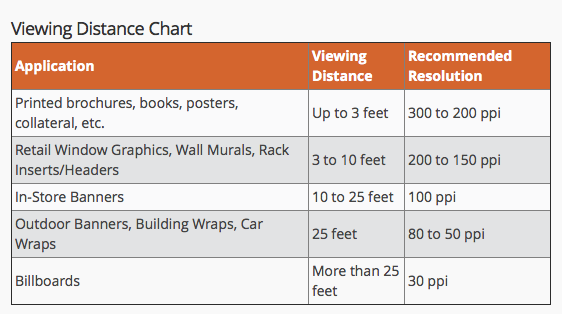 Viewing Distance Chart
Application
Viewing
Distance
Recommended
Resolution
Printed brochures, books, posters,
collateral, etc.
Up to 3 feet
300 to 200 ppi
Retail Window Graphics, Wall Murals, Rack
Inserts/Headers
3 to 10 feet
200 to 150 ppi
In-Store Banners
10 to 25 feet
100 ppi
Outdoor Banners, Building Wraps, Car
Wraps
25 feet
80 to 50 ppi
Billboards
More than 25
feet
30 ppi